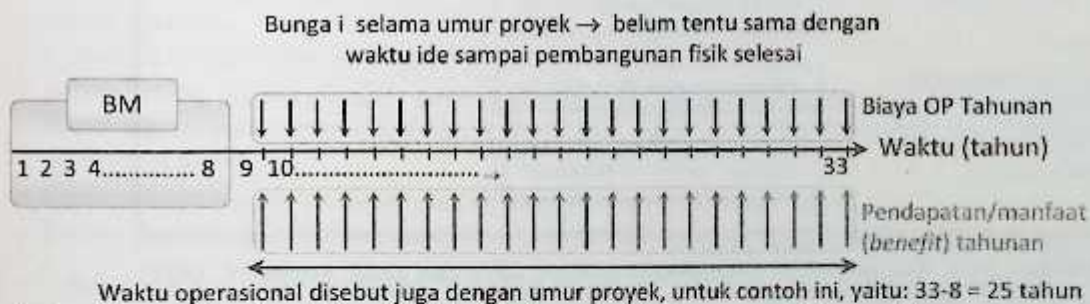 Bunga i selama umur proyek → belum tentu sama dengan
waktu ide sampai pembangunan fisik selesai
BM
Biaya OP Tahunan
Waktu (tahun)
1 2 3 4.............. 8 9 10............................→ 33
Pendapatan/manfaat
(benefit) tahunan
Waktu operasional disebut juga dengan umur proyek, untuk contoh ini, yaitu: 33-8 = 25 tahun